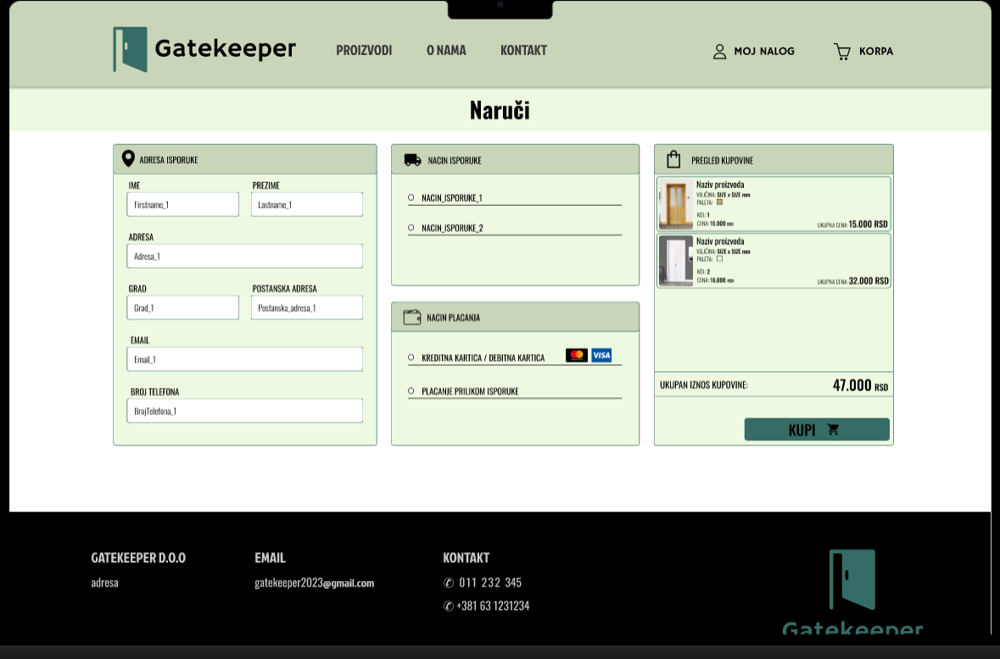 Gatekeeper
PROIZVODI
O NAMA
KONTAKT
MOJ NALOG
KORPA
Naruči
ADRESA ISPORUKE
IME
PREZIME
Firstname_1
Lastname_1
ADRESA
Adresa_1
GRAD
POSTANSKA ADRESA
Grad_1
Postanska_adresa_1
EMAIL
Email_1
BROJ TELEFONA
BrojTelefona_1
NACIN ISPORUKE
NACIN_ISPORUKE_1
NACIN_ISPORUKE_2
NACIN PLACANJA
KREDITNA KARTICA / DEBITNA KARTICA
VISA
PLACANJE PRILIKOM ISPORUKE
PREGLED KUPOVINE
Naziv proizvoda
VELIČINA: SIZE x SIZE mm
PALETA:
KOL: 1
CENA: 15.000 RSD
UKUPNA CENA: 15.000 RSD
Naziv proizvoda
VELIČINA: SIZE x SIZE mm
PALETA:
KOL: 2
CENA: 16.000 RSD
UKUPNA CENA: 32.000 RSD
UKUPAN IZNOS KUPOVINE:
47.000 RSD
KUPI
GATEKEEPER D.O.O
adresa
EMAIL
gatekeeper2023@gmail.com
KONTAKT
✆ 011 232 345
✆ +381 63 1231234
Gatekeeper